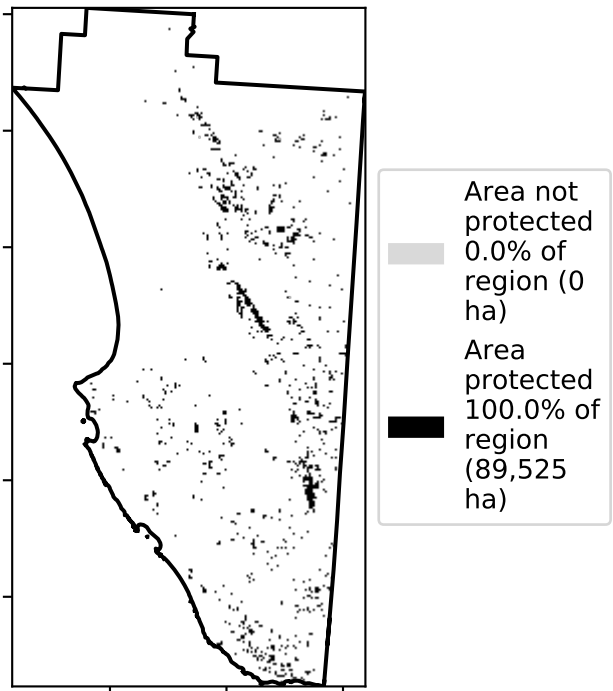 Area not
protected
0.0% of
region (0
ha)
Area
protected
100.0% of
region
(89,525
ha)